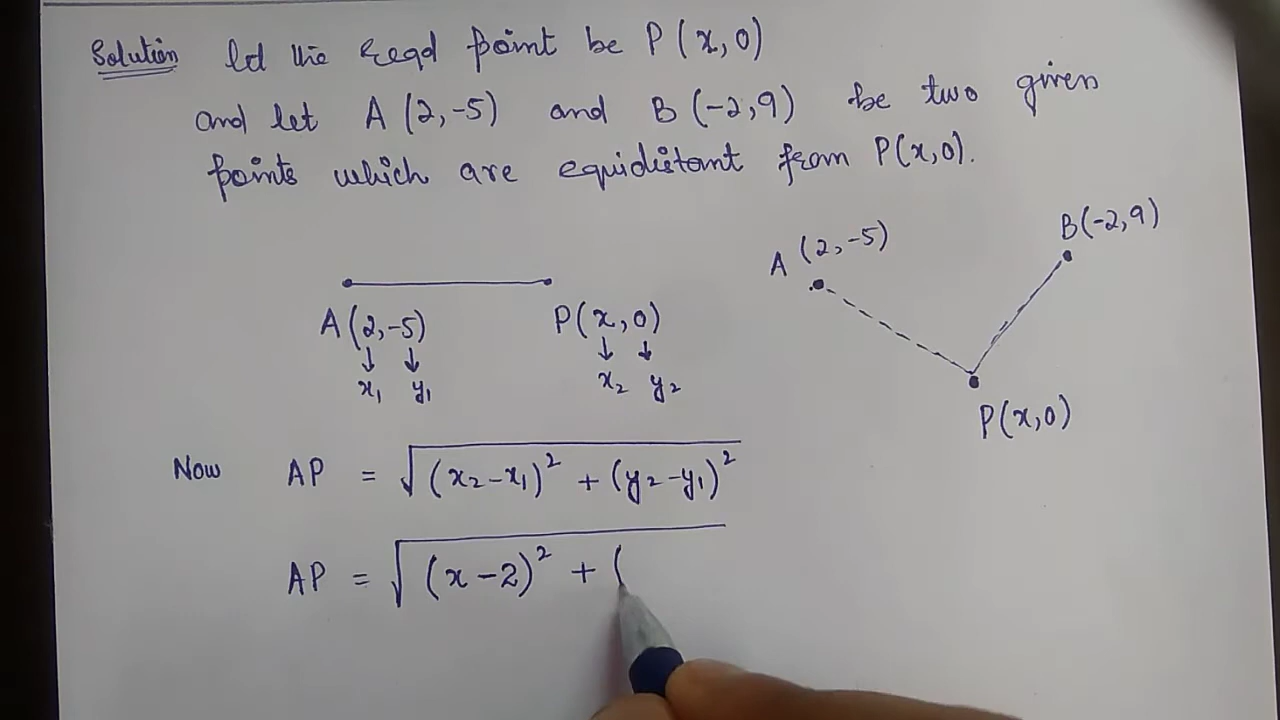 Solution let the reqd point be P(x,0)
and let A(2,-5) and B(-2,9) be two given
points which are equidistant from P(x,0).
A (2,-5)
B(-2,9)
P(x,0)
A(2,-5) P(x,0)
↓ ↓ ↓ ↓
x₁ y₁ x₂ y₂
Now AP = √(x₂-x₁)² + (y₂-y₁)²
AP = √(x-2)² + (